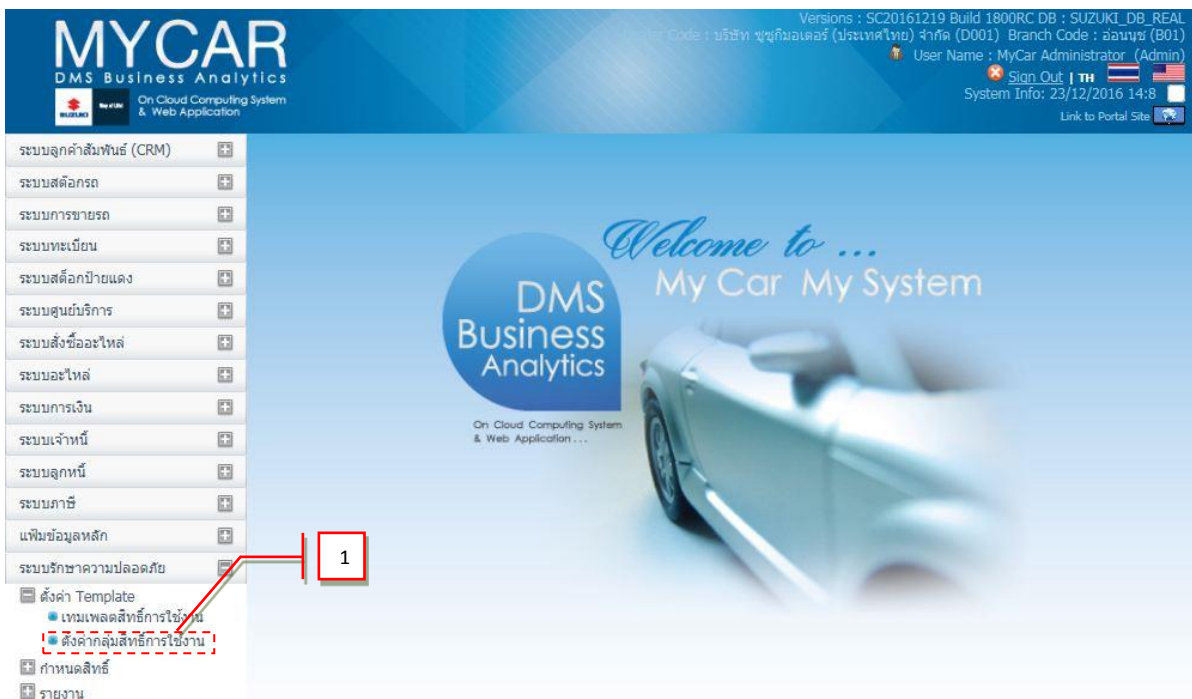 MYCAR
DMS Business Analytics
SUZUKI Way of Life! On Cloud Computing System
& Web Application
Versions : SC20161219 Build 1800RC DB : SUZUKI_DB_REAL
Code : บริษัท ซูซูกิมอเตอร์ (ประเทศไทย) จำกัด (D001) Branch Code : อ่อนนุช (B01)
User Name : MyCar Administrator (Admin)
Sign Out | TH
System Info: 23/12/2016 14:8
Link to Portal Site
ระบบลูกค้าสัมพันธ์ (CRM)
ระบบสต๊อกรถ
ระบบการขายรถ
ระบบทะเบียน
ระบบสต็อกป้ายแดง
ระบบศูนย์บริการ
ระบบสั่งซื้ออะไหล่
ระบบอะไหล่
ระบบการเงิน
ระบบเจ้าหนี้
ระบบลูกหนี้
ระบบภาษี
แฟ้มข้อมูลหลัก
ระบบรักษาความปลอดภัย
ตั้งค่า Template
เทมเพลตสิทธิ์การใช้งาน
ตั้งค่ากลุ่มสิทธิ์การใช้งาน
กำหนดสิทธิ์
รายงาน
1
Welcome to ...
My Car My System
DMS
Business
Analytics
On Cloud Computing System
& Web Application ...